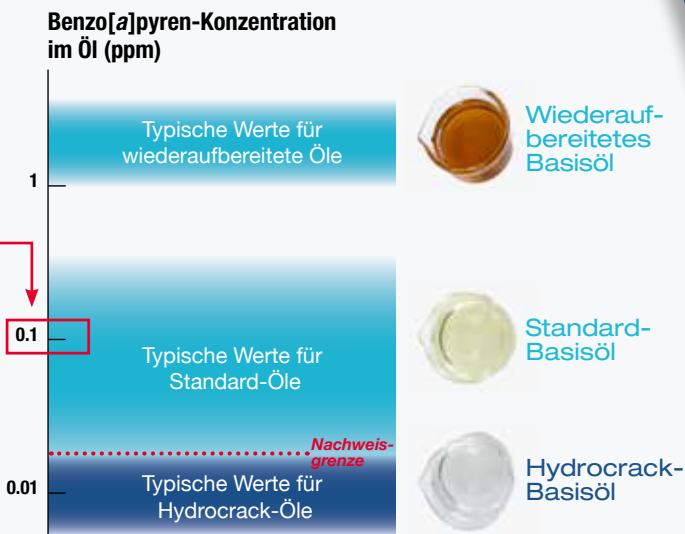 Benzo[a]pyren-Konzentration
im Öl (ppm)
Typische Werte für
wiederaufbereitete Öle
Wiederauf-
bereitetes
Basisöl
1
0.1
Typische Werte für
Standard-Öle
Standard-
Basisöl
Nachweis-
grenze
0.01
Typische Werte für
Hydrocrack-Öle
Hydrocrack-
Basisöl